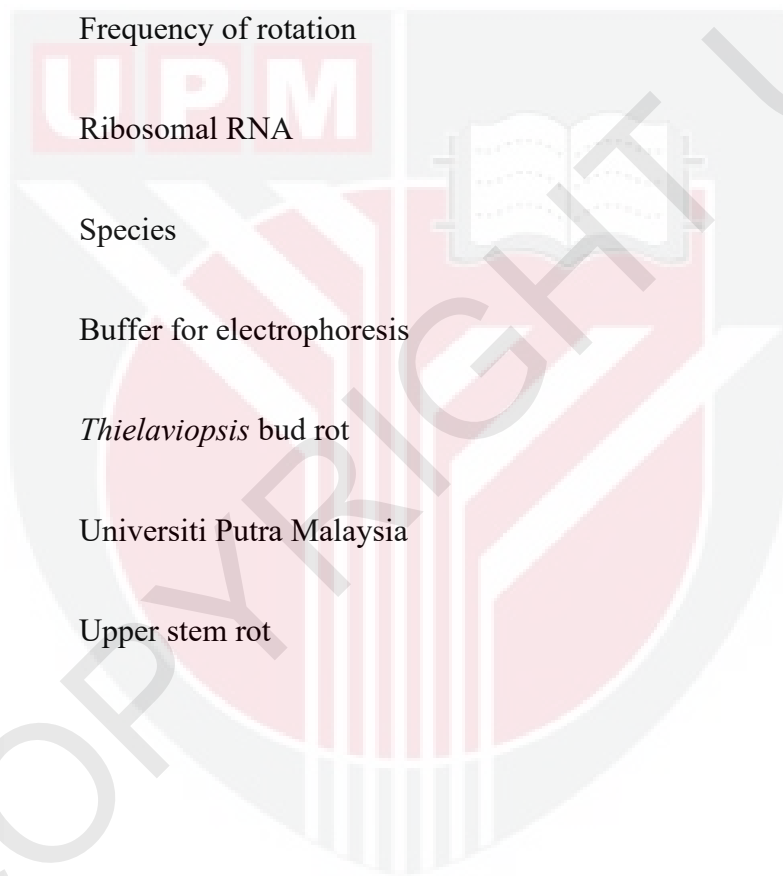 Frequency of rotation
UPM
Ribosomal RNA
Species
Buffer for electrophoresis
Thielaviopsis bud rot
Universiti Putra Malaysia
Upper stem rot
OPYRIGHT U